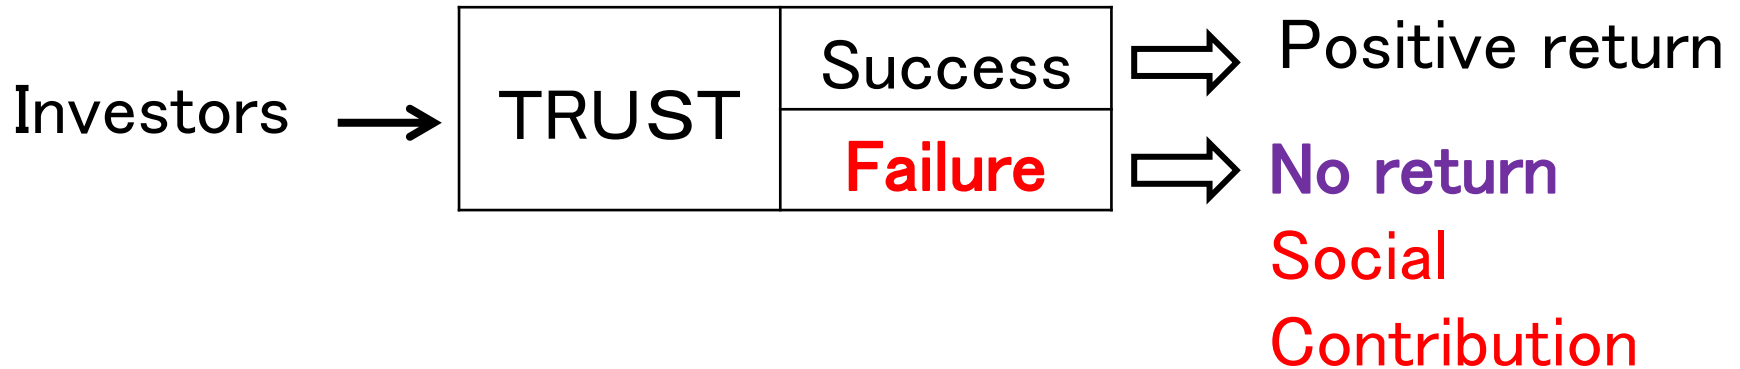 Investors
TRUST
Success
Positive return
Failure
No return
Social
Contribution